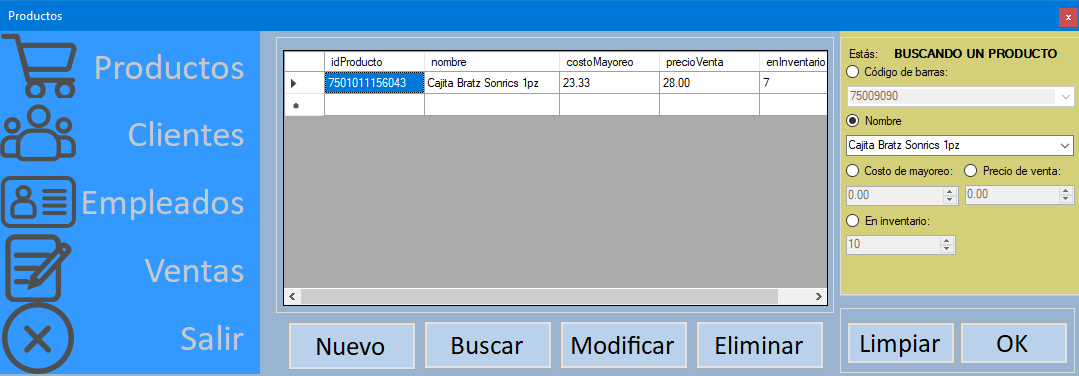 Productos
x
Productos
Clientes
Empleados
Ventas
Salir
idProducto nombre costoMayoreo precioVenta enInventario
7501011156043 Cajita Bratz Sonrics 1pz 23.33 28.00 7
Nuevo
Buscar
Modificar
Eliminar
Estás: BUSCANDO UN PRODUCTO
Código de barras:
75009090
Nombre
Cajita Bratz Sonrics 1pz
Costo de mayoreo: Precio de venta:
0.00 0.00
En inventario:
10
Limpiar
OK